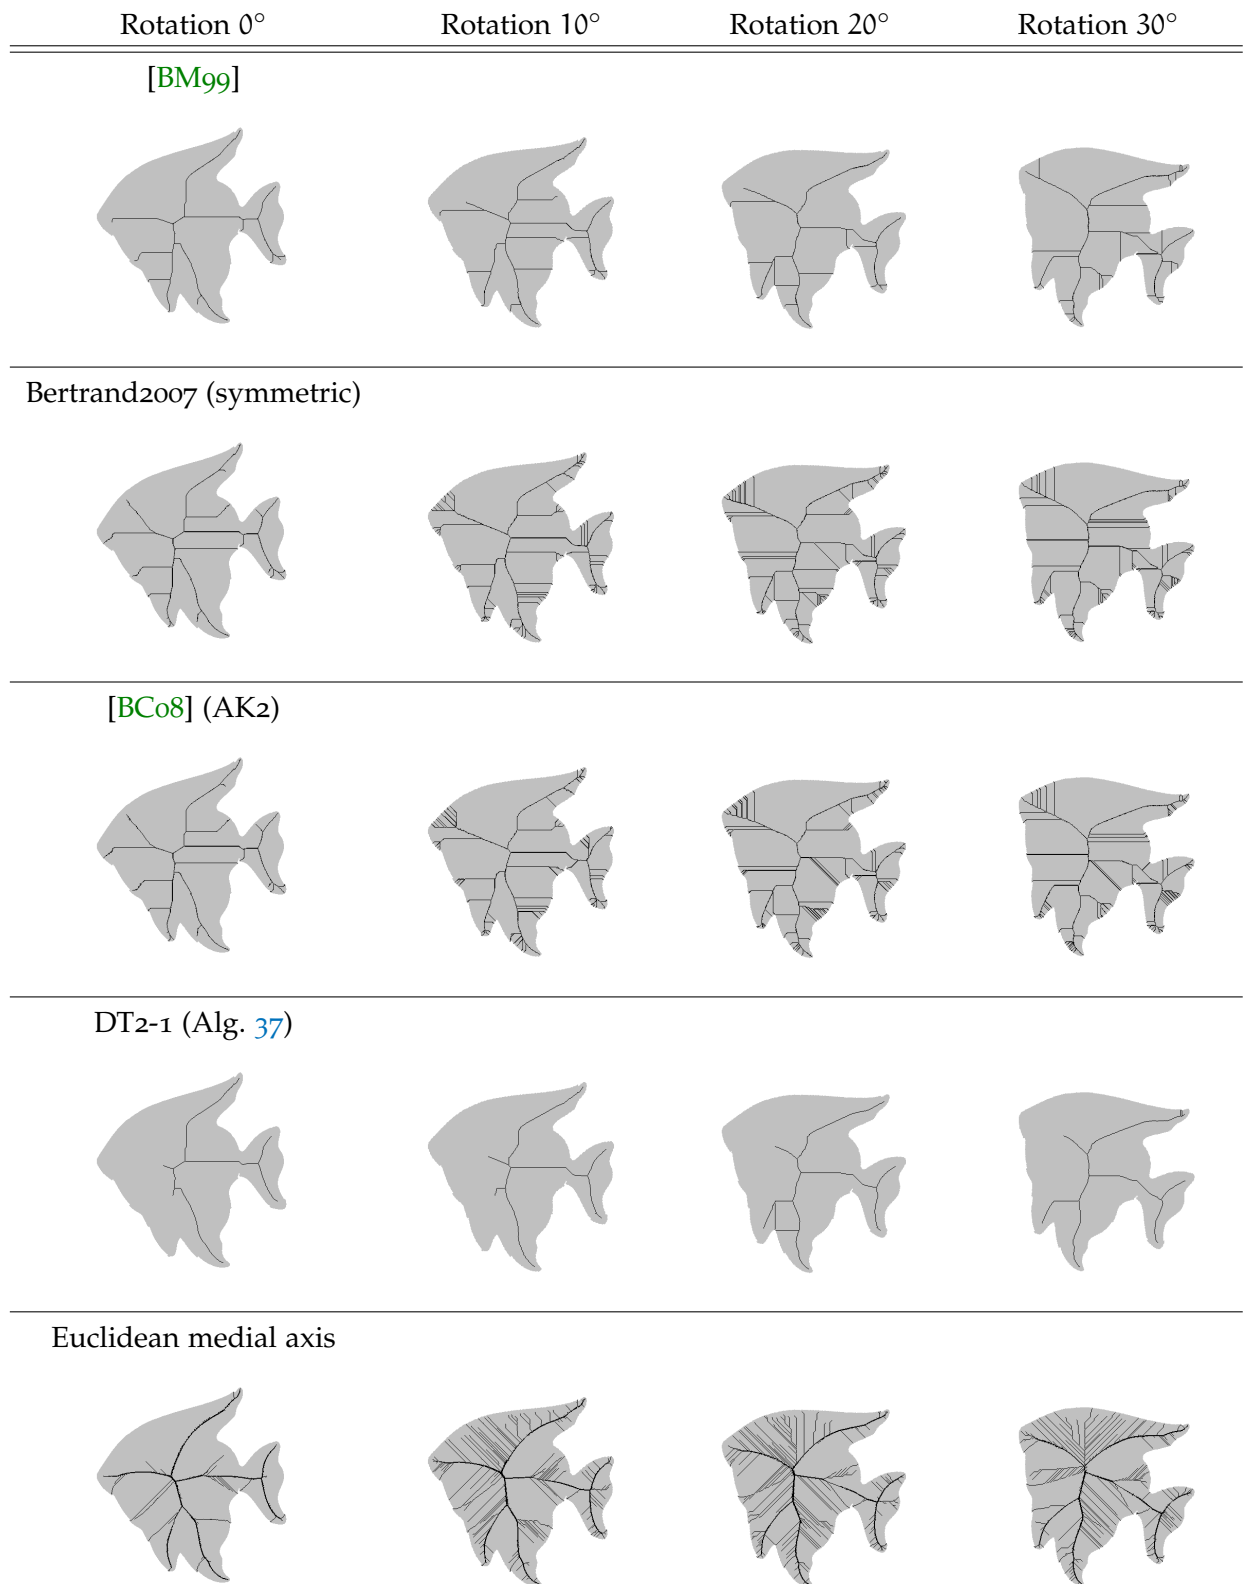 Rotation 0° Rotation 10° Rotation 20° Rotation 30°
[BM99]
Bertrand2007 (symmetric)
[BC08] (AK2)
DT2-1 (Alg. 37)
Euclidean medial axis